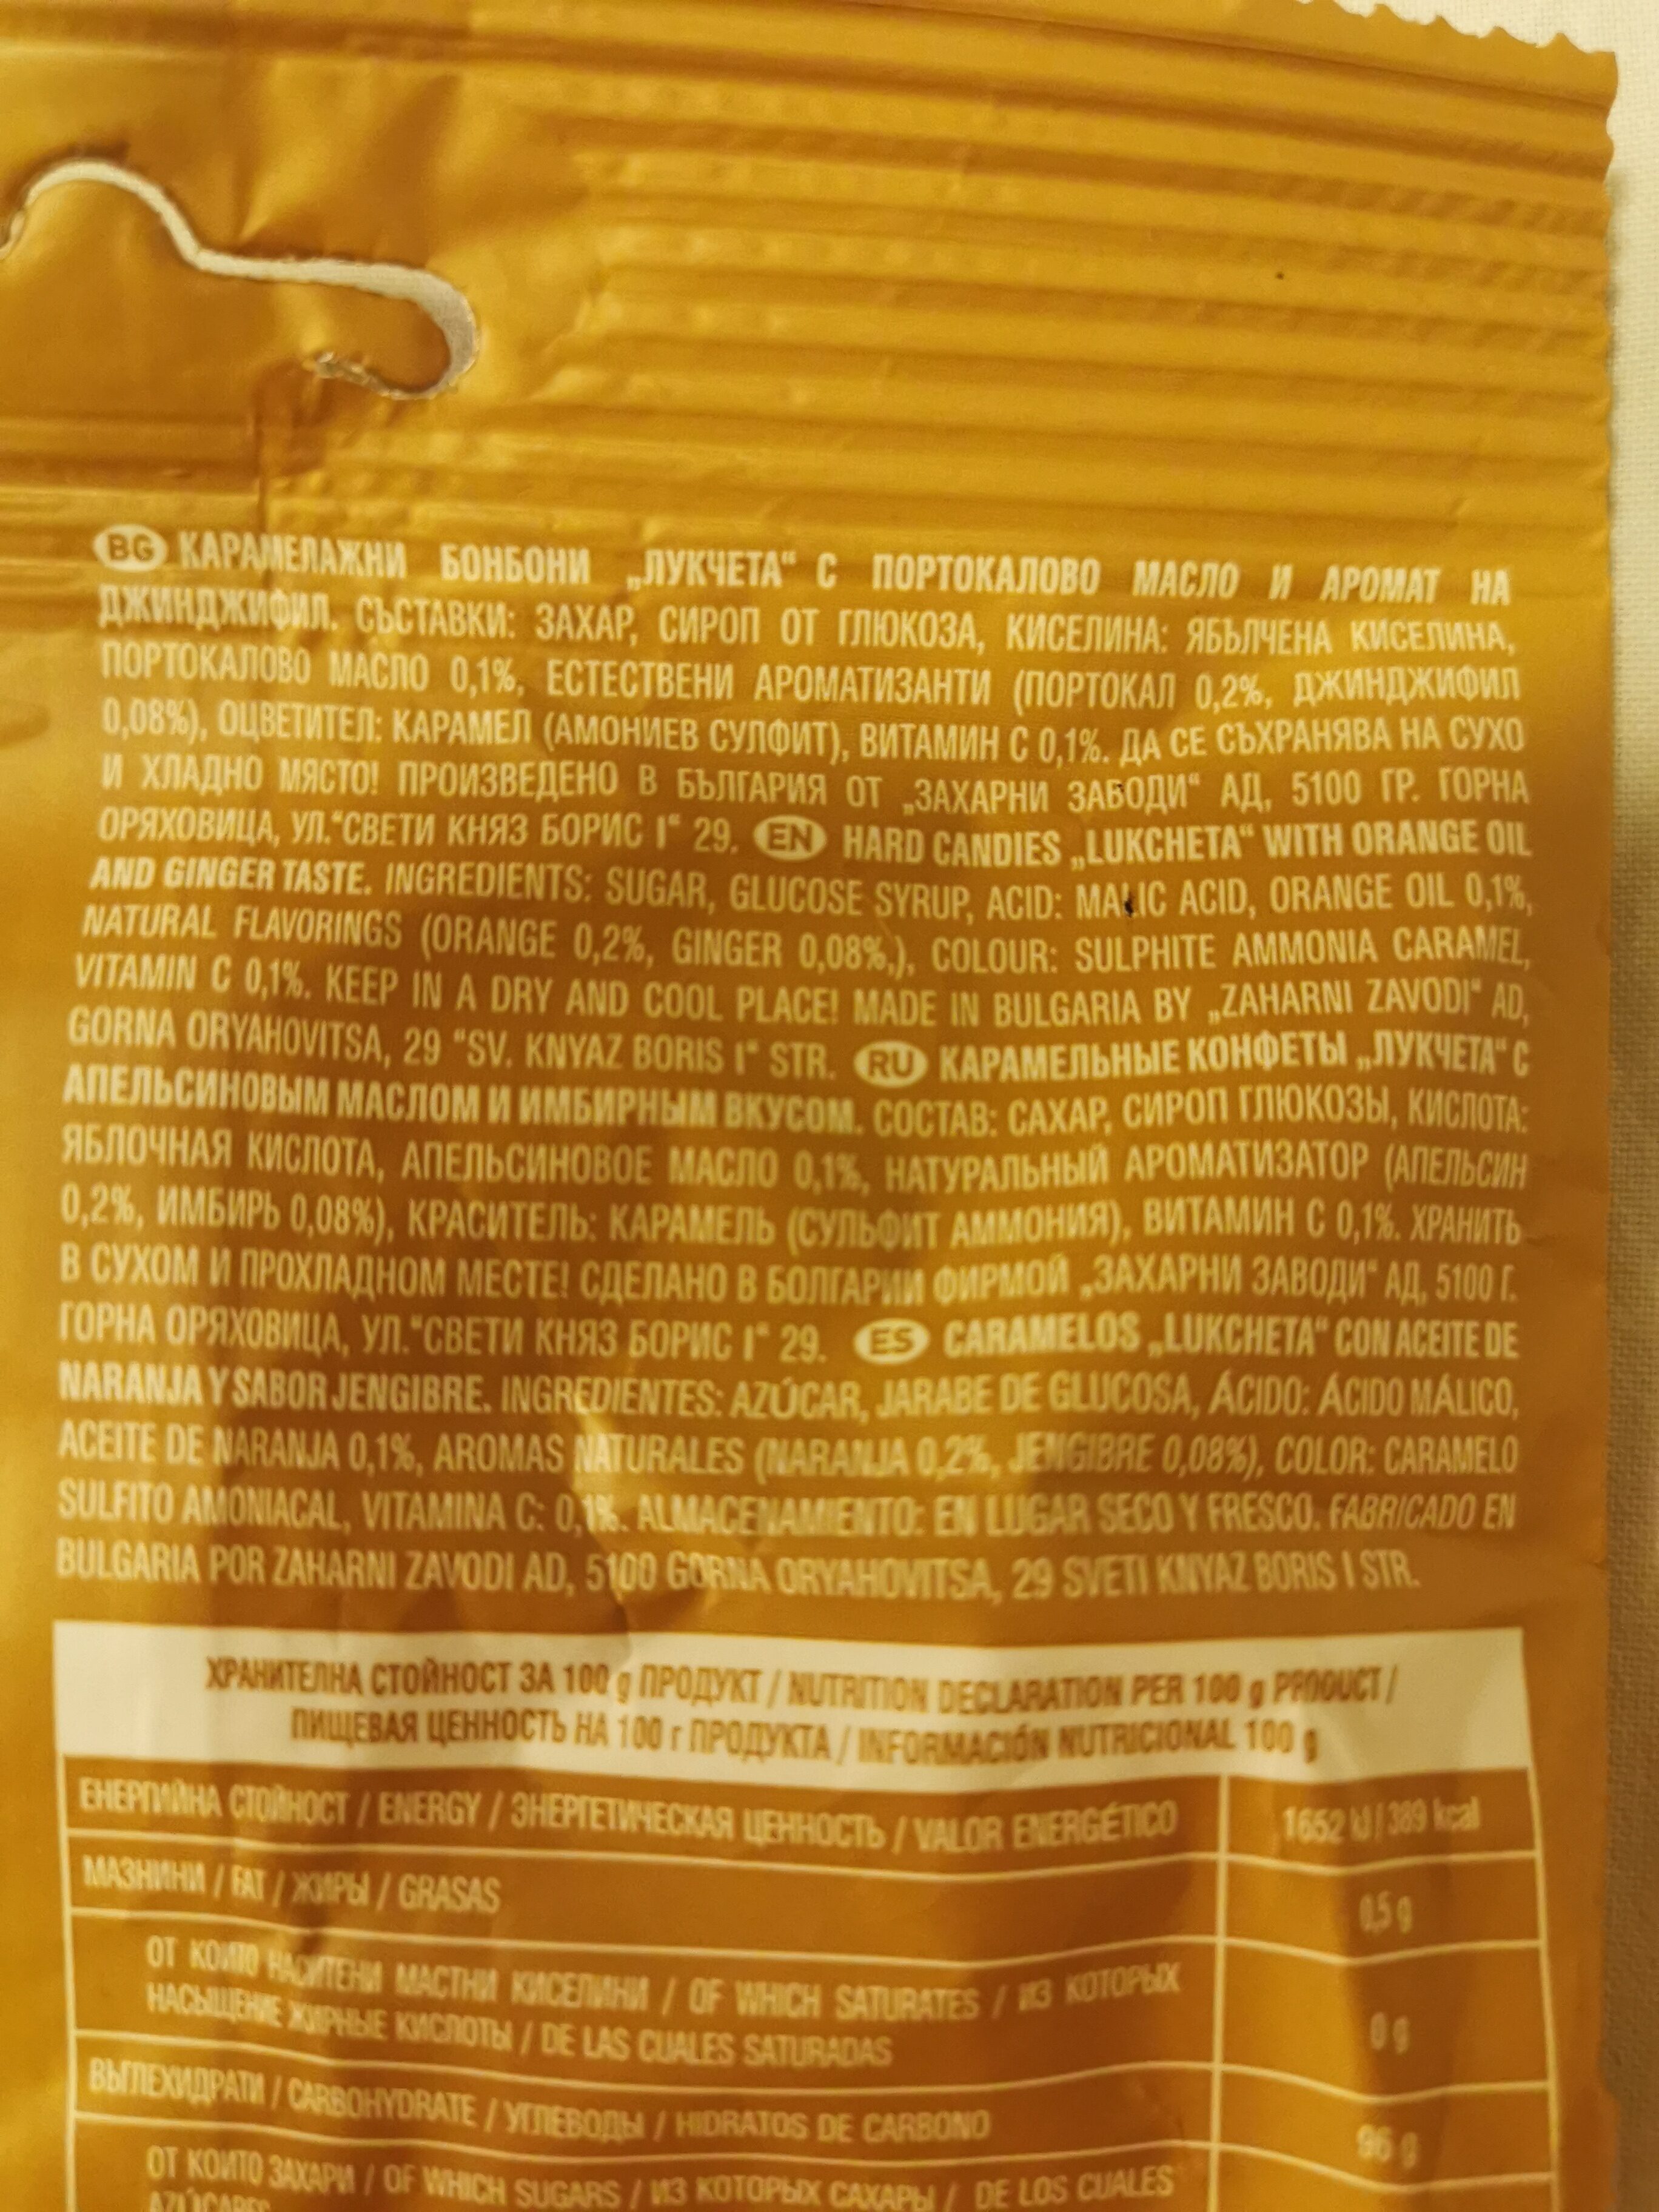 BG КАРАМЕЛАЖНИ БОНБОНИ „ЛУКЧЕТА“ С ПОРТОКАЛОВО МАСЛО И АРОМАТ НА
ДЖИНДЖИФИЛ. СЪСТАВКИ: ЗАХАР, СИРОП ОТ ГЛЮКОЗА, КИСЕЛИНА: ЯБЪЛЧЕНА КИСЕЛИНА,
ПОРТОКАЛОВО МАСЛО 0,1%, ЕСТЕСТВЕНИ АРОМАТИЗАНТИ (ПОРТОКАЛ 0,2%, ДЖИНДЖИФИЛ
0,08%), ОЦВЕТИТЕЛ: КАРАМЕЛ (АМОНИЕВ СУЛФИТ), ВИТАМИН С 0,1%. ДА СЕ СЪХРАНЯВА НА СУХО
И ХЛАДНО МЯСТО! ПРОИЗВЕДЕНО В БЪЛГАРИЯ ОТ „ЗАХАРНИ ЗАВОДИ“ АД, 5100 ГР. ГОРНА
ОРЯХОВИЦА, УЛ.“СВЕТИ КНЯЗ БОРИС I“ 29. EN HARD CANDIES „LUKCHETA“ WITH ORANGE OIL
AND GINGER TASTE. INGREDIENTS: SUGAR, GLUCOSE SYRUP, ACID: MALIC ACID, ORANGE OIL 0,1%,
NATURAL FLAVORINGS (ORANGE 0,2%, GINGER 0,08%,), COLOUR: SULPHITE AMMONIA CARAMEL,
VITAMIN C 0,1%. KEEP IN A DRY AND COOL PLACE! MADE IN BULGARIA BY „ZAHARNI ZAVODI“ AD,
GORNA ORYAHOVITSA, 29 "SV. KNYAZ BORIS I“ STR. RU КАРАМЕЛЬНЫЕ КОНФЕТЫ „ЛУКЧЕТА“ С
АПЕЛЬСИНОВЫМ МАСЛОМ И ИМБИРНЫМ ВКУСОМ. СОСТАВ: САХАР, СИРОП ГЛЮКОЗЫ, КИСЛОТА:
ЯБЛОЧНАЯ КИСЛОТА, АПЕЛЬСИНОВОЕ МАСЛО 0,1%, НАТУРАЛЬНЫЙ АРОМАТИЗАТОР (АПЕЛЬСИН
0,2%, ИМБИРЬ 0,08%), КРАСИТЕЛЬ: КАРАМЕЛЬ (СУЛЬФИТ АММОНИЯ), ВИТАМИН С 0,1%. ХРАНИТЬ
В СУХОМ И ПРОХЛАДНОМ МЕСТЕ! СДЕЛАНО В БОЛГАРИИ ФИРМОЙ „ЗАХАРНИ ЗАВОДИ“ АД, 5100 Г.
ГОРНА ОРЯХОВИЦА, УЛ.“СВЕТИ КНЯЗ БОРИС I“ 29. ES CARAMELOS „LUKCHETA“ CON ACEITE DE
NARANJA Y SABOR JENGIBRE. INGREDIENTES: AZÚCAR, JARABE DE GLUCOSA, ÁCIDO: ÁCIDO MÁLICO,
ACEITE DE NARANJA 0,1%, AROMAS NATURALES (NARANJA 0,2%, JENGIBRE 0,08%), COLOR: CARAMELO
SULFITO AMONIACAL, VITAMINA C: 0,1%. ALMACENAMIENTO: EN LUGAR SECO Y FRESCO. FABRICADO EN
BULGARIA POR ZAHARNI ZAVODI AD, 5100 GORNA ORYAHOVITSA, 29 SVETI KNYAZ BORIS I STR.
ХРАНИТЕЛНА СТОЙНОСТ ЗА 100 g ПРОДУКТ / NUTRITION DECLARATION PER 100 g PRODUCT /
ПИЩЕВАЯ ЦЕННОСТЬ НА 100 г ПРОДУКТА / INFORMACIÓN NUTRICIONAL 100 g
ЕНЕРГИЙНА СТОЙНОСТ / ENERGY / ЭНЕРГЕТИЧЕСКАЯ ЦЕННОСТЬ / VALOR ENERGÉTICO 1652 kJ / 389 kcal
МАЗНИНИ / FAT / ЖИРЫ / GRASAS 0,5 g
ОТ КОИТО НАСИТЕНИ МАСТНИ КИСЕЛИНИ / OF WHICH SATURATES / ИЗ КОТОРЫХ
НАСЫЩЕНИЕ ЖИРНЫЕ КИСЛОТЫ / DE LAS CUALES SATURADAS 0 g
ВЪГЛЕХИДРАТИ / CARBOHYDRATE / УГЛЕВОДЫ / HIDRATOS DE CARBONO 96 g
ОТ КОИТО ЗАХАРИ / OF WHICH SUGARS / ИЗ КОТОРЫХ САХАРЫ / DE LOS CUALES